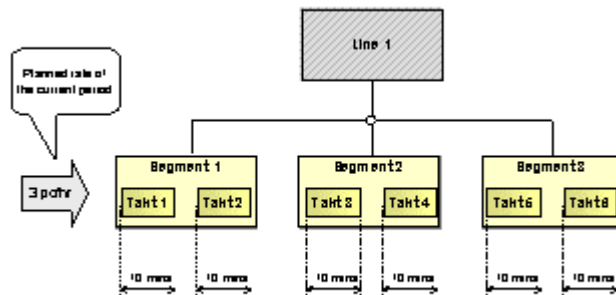 Line 1
Planned rate of
the current period
3 pc/hr
Segment 1
Segment2
Segment3
Takt1
Takt2
Takt3
Takt4
Takt5
Takt6
10 mins
10 mins
10 mins
10 mins
10 mins
10 mins